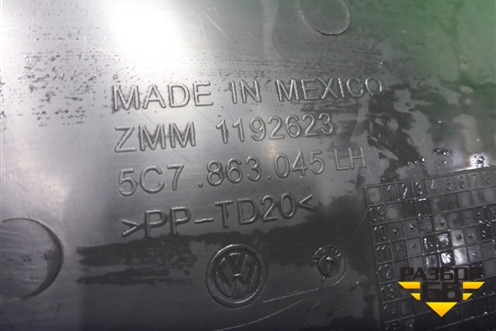 MADE IN MEXICO
ZMM 1192623
5C7.863.045 LH
>PP-TD20<
РАЗБОР